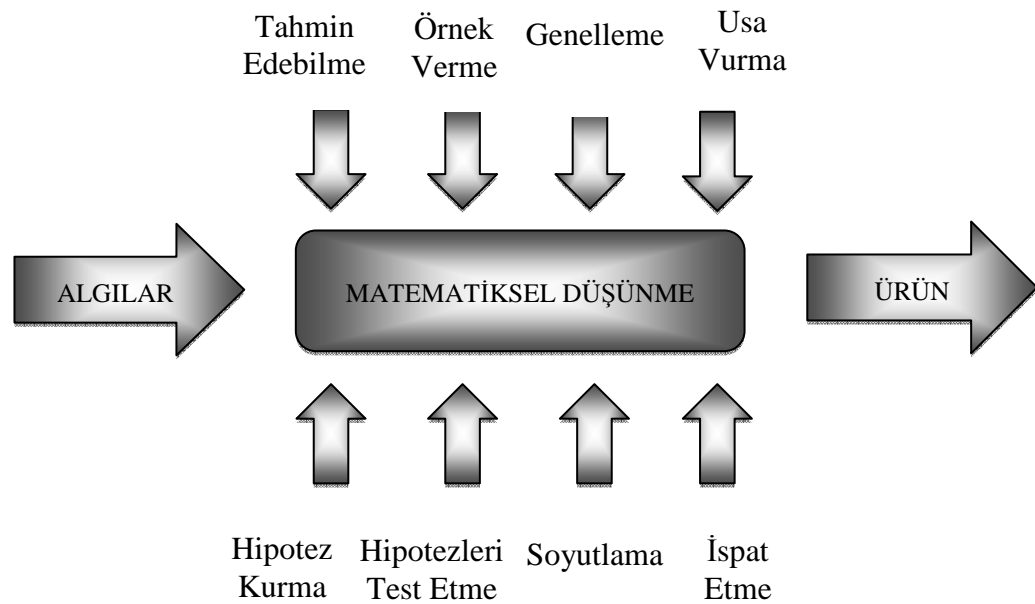 Tahmin
Edebilme
Örnek
Verme
Genelleme
Usa
Vurma
ALGILAR
MATEMATİKSEL DÜŞÜNME
ÜRÜN
Hipotez
Kurma
Hipotezleri
Test Etme
Soyutlama
İspat
Etme